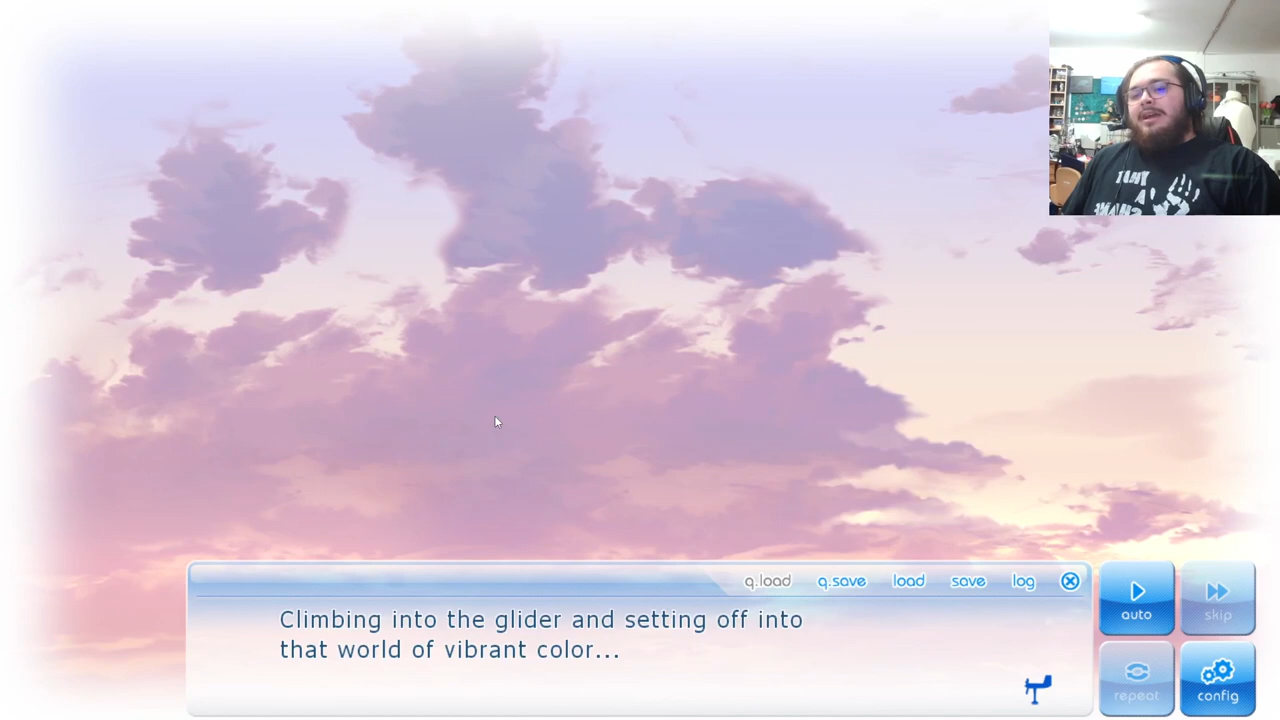 q.load q.save load save log
Climbing into the glider and setting off into
that world of vibrant color...
auto skip
repeat config